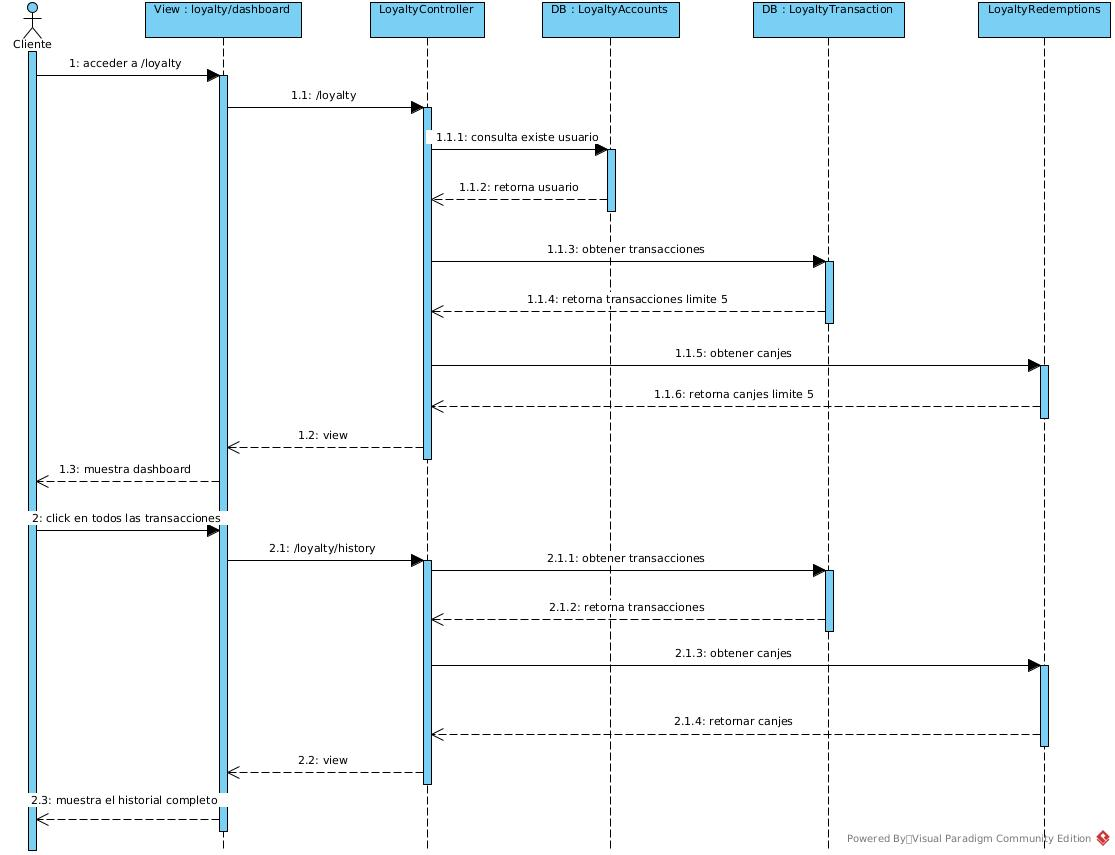 View : loyalty/dashboard
LoyaltyController
DB : LoyaltyAccounts
DB : LoyaltyTransaction
LoyaltyRedemptions
Cliente
1: acceder a /loyalty
1.1: /loyalty
1.1.1: consulta existe usuario
1.1.2: retorna usuario
1.1.3: obtener transacciones
1.1.4: retorna transacciones limite 5
1.1.5: obtener canjes
1.1.6: retorna canjes limite 5
1.2: view
1.3: muestra dashboard
2: click en todos las transacciones
2.1: /loyalty/history
2.1.1: obtener transacciones
2.1.2: retorna transacciones
2.1.3: obtener canjes
2.1.4: retornar canjes
2.2: view
2.3: muestra el historial completo
Powered By Visual Paradigm Community Edition